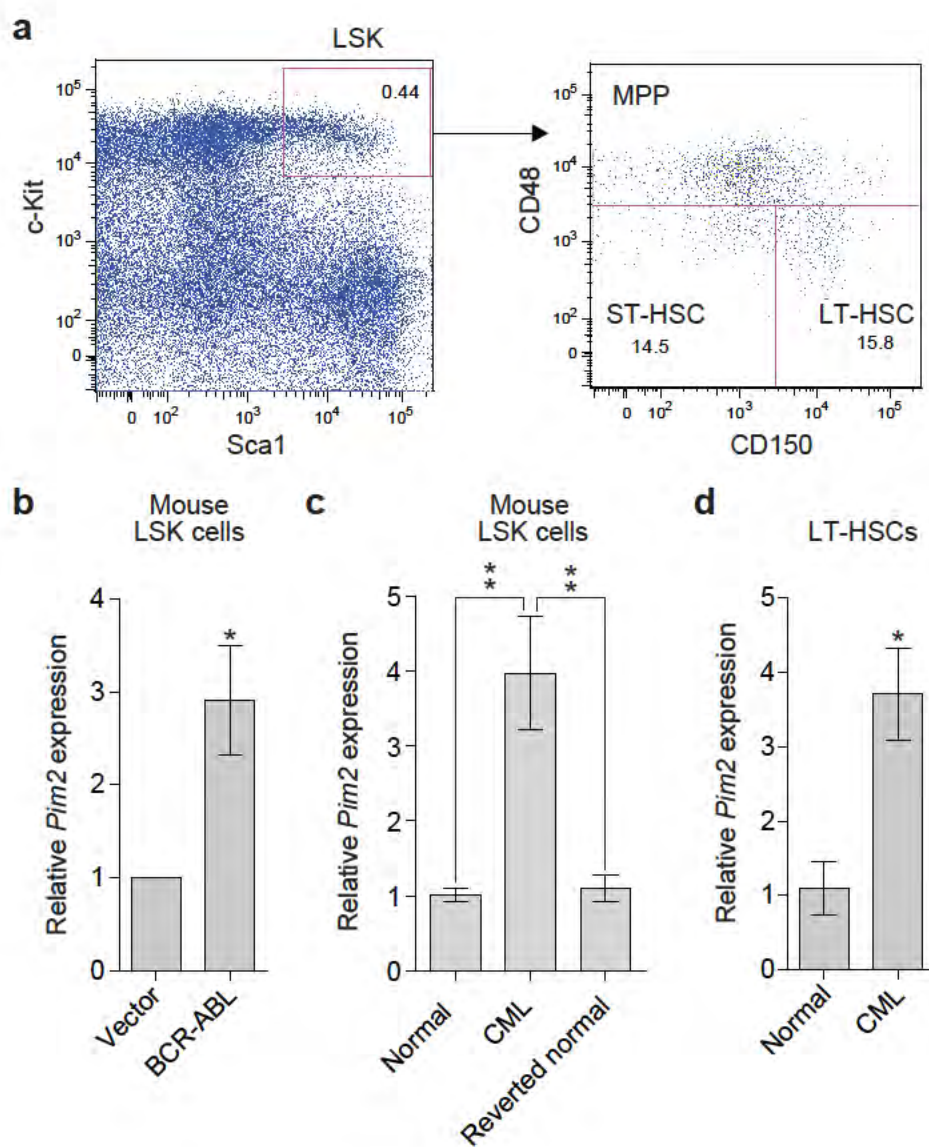 a
LSK
0.44
c-Kit
10^5
10^4
10^3
10^2
0
0 10^2 10^3 10^4 10^5
Sca1
MPP
CD48
10^5
10^4
10^3
10^2
0
ST-HSC
14.5
LT-HSC
15.8
0 10^2 10^3 10^4 10^5
CD150
b
Mouse
LSK cells
Relative Pim2 expression
4
3
2
1
0
*
Vector
BCR-ABL
c
Mouse
LSK cells
Relative Pim2 expression
5
4
3
2
1
0
**
**
Normal
CML
Reverted normal
d
LT-HSCs
Relative Pim2 expression
5
4
3
2
1
0
*
Normal
CML